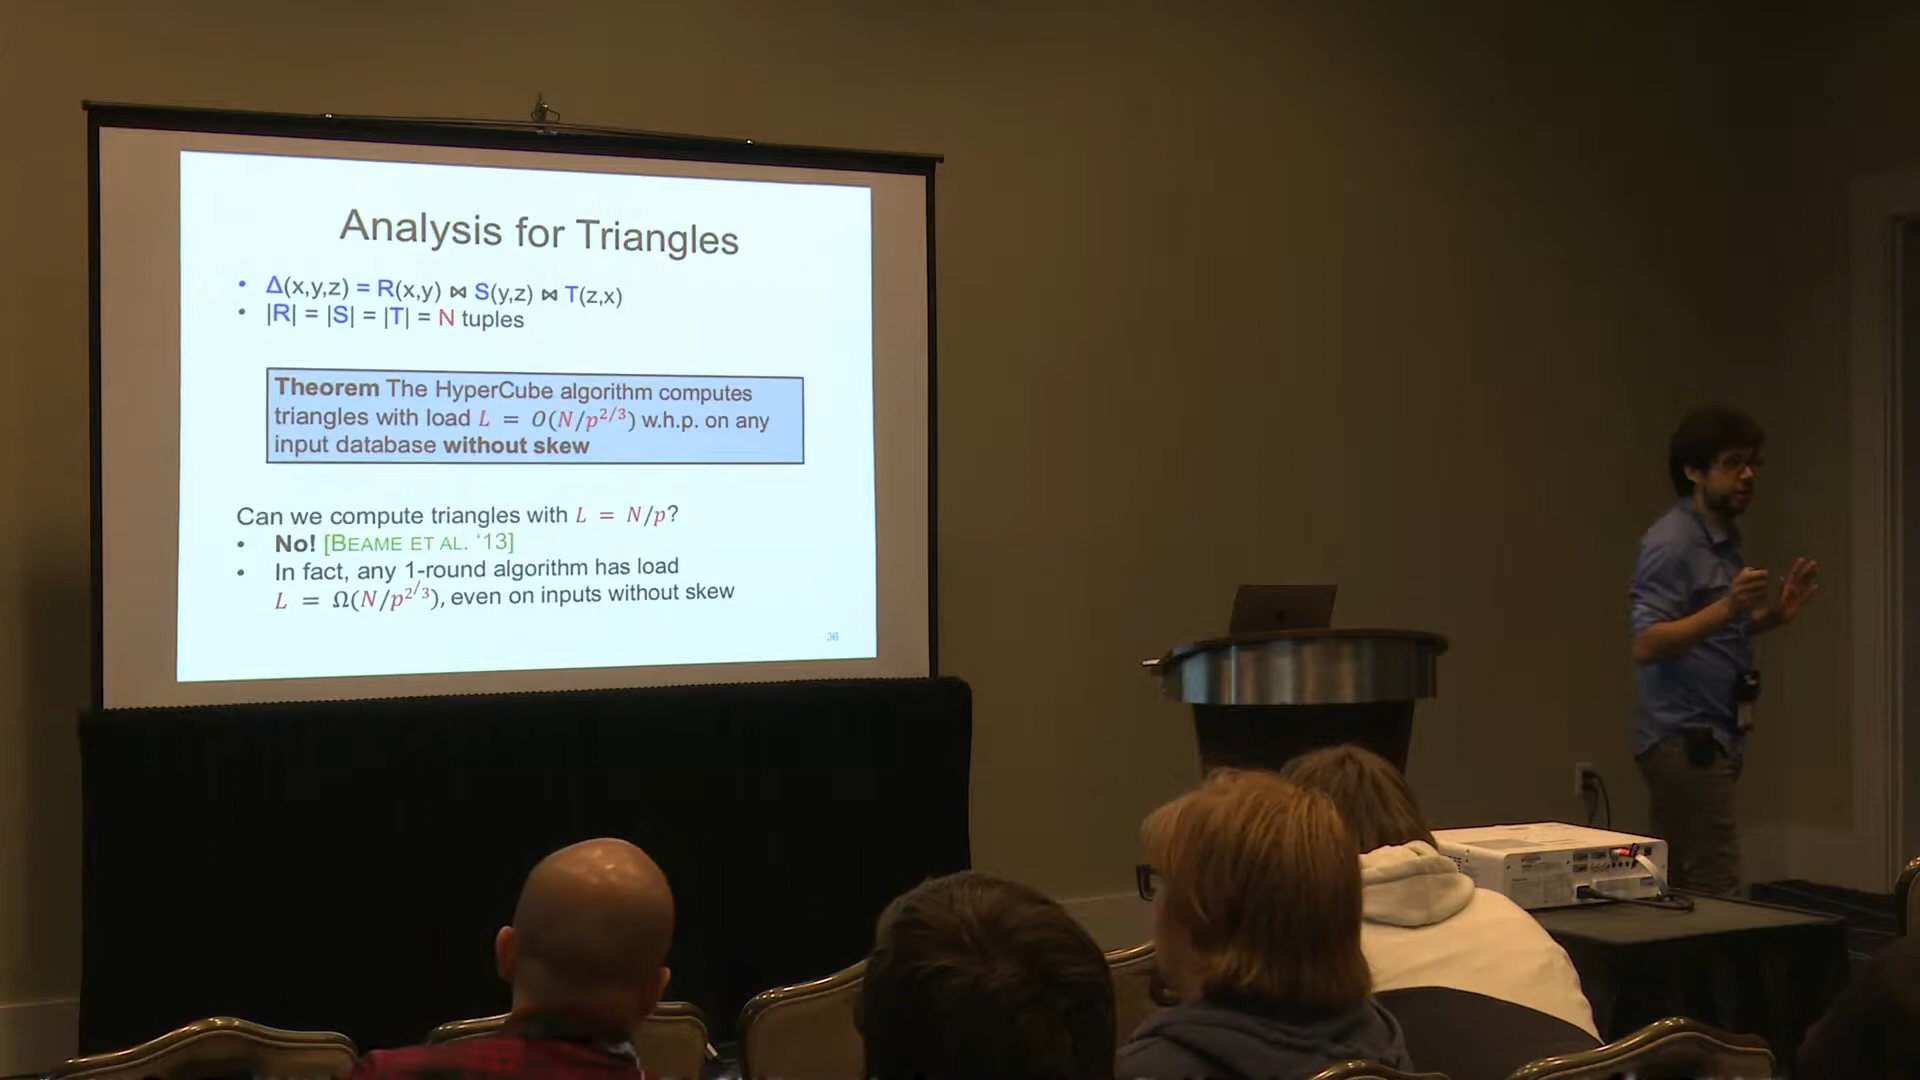 Analysis for Triangles
• Δ(x,y,z) = R(x,y) ⋈ S(y,z) ⋈ T(z,x)
• |R| = |S| = |T| = N tuples
Theorem The HyperCube algorithm computes
triangles with load L = O(N/p^{2/3}) w.h.p. on any
input database without skew
Can we compute triangles with L = N/p?
• No! [BEAME ET AL. '13]
• In fact, any 1-round algorithm has load
L = Ω(N/p^{2/3}), even on inputs without skew
36